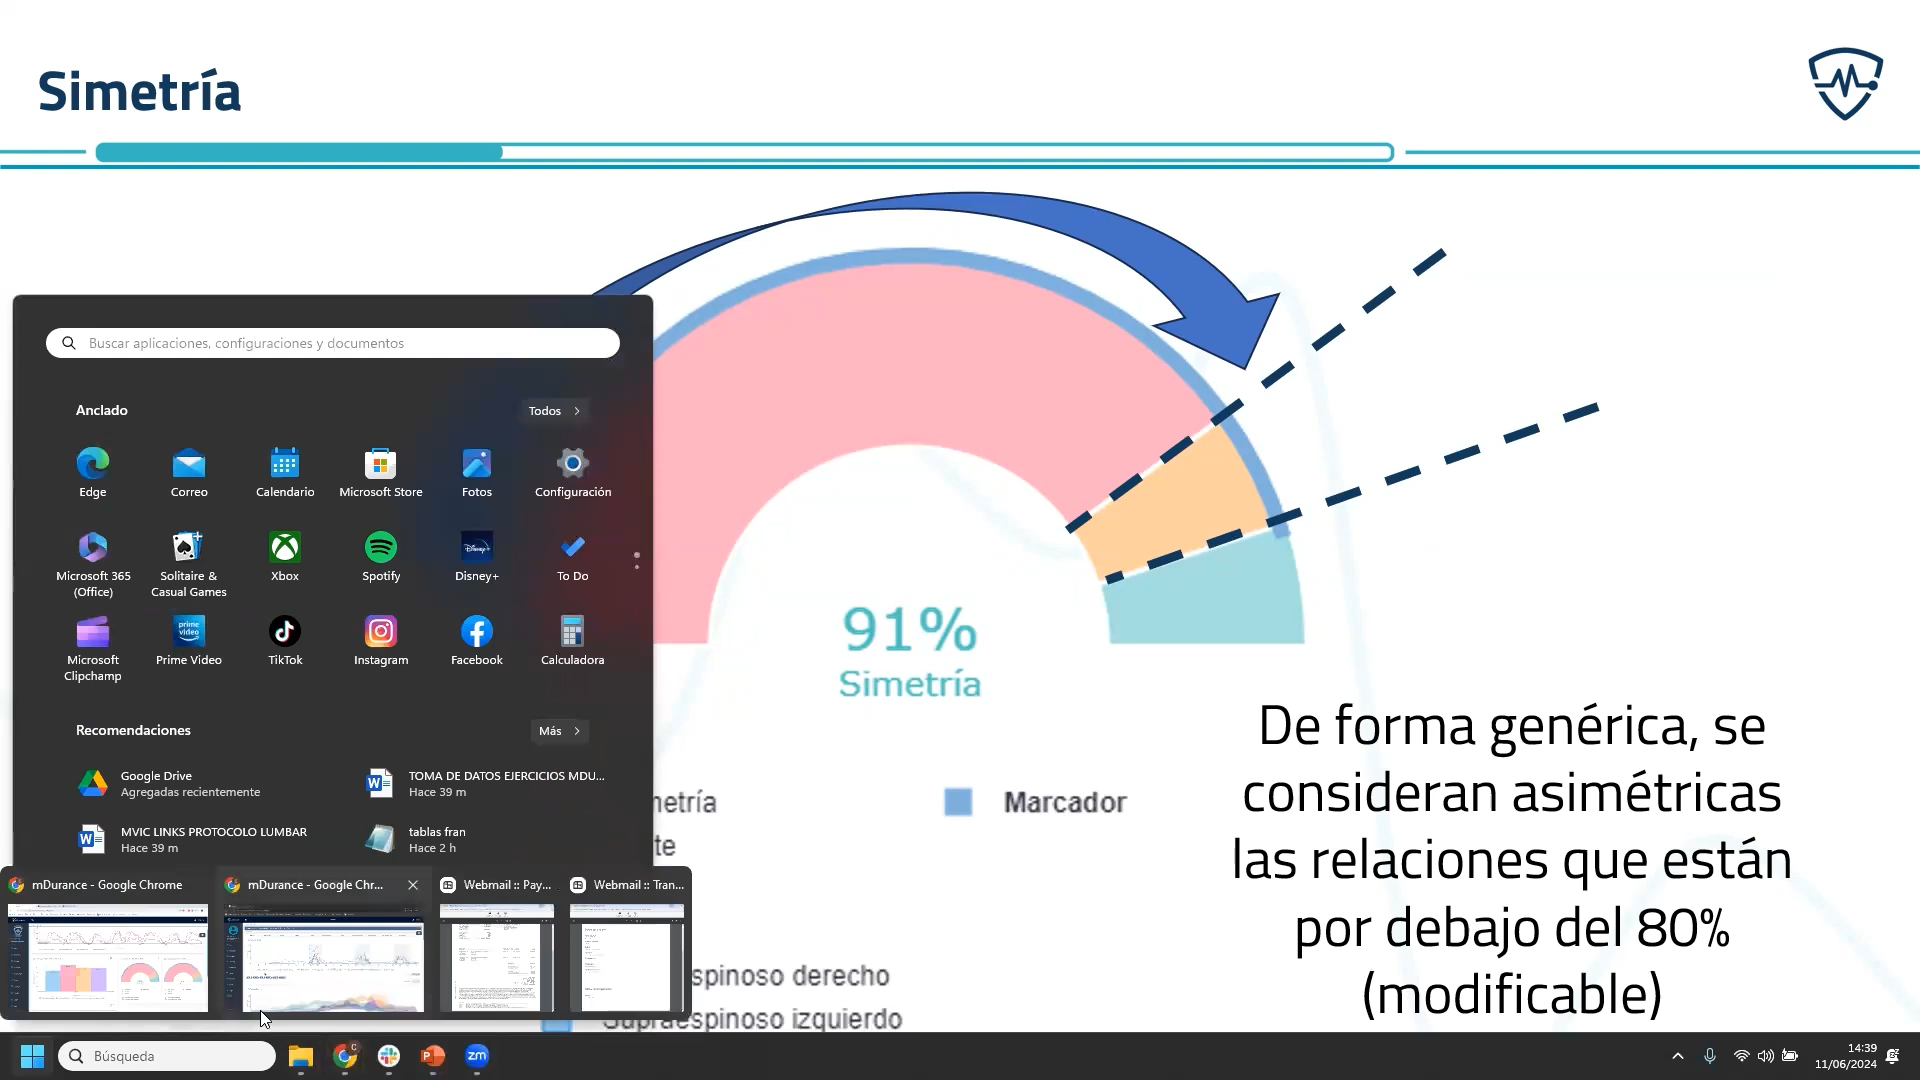 Simetría
Buscar aplicaciones, configuraciones y documentos
Anclado
Todos
Edge
Correo
Calendario
Microsoft Store
Fotos
Configuración
Microsoft 365
(Office)
Solitaire &
Casual Games
Xbox
Spotify
Disney+
To Do
Microsoft
Clipchamp
Prime Video
TikTok
Instagram
Facebook
Calculadora
Recomendaciones
Más
Google Drive
Agregadas recientemente
TOMA DE DATOS EJERCICIOS MDU...
Hace 39 m
MVIC LINKS PROTOCOLO LUMBAR
Hace 39 m
tablas fran
Hace 2 h
91%
Simetría
Marcador
De forma genérica, se
consideran asimétricas
las relaciones que están
por debajo del 80%
(modificable)
mDurance - Google Chrome
mDurance - Google Chr...
Webmail :: Pay...
Webmail :: Tran...
spinoso derecho
Supraespinoso izquierdo
Búsqueda
zm
14:39
11/06/2024